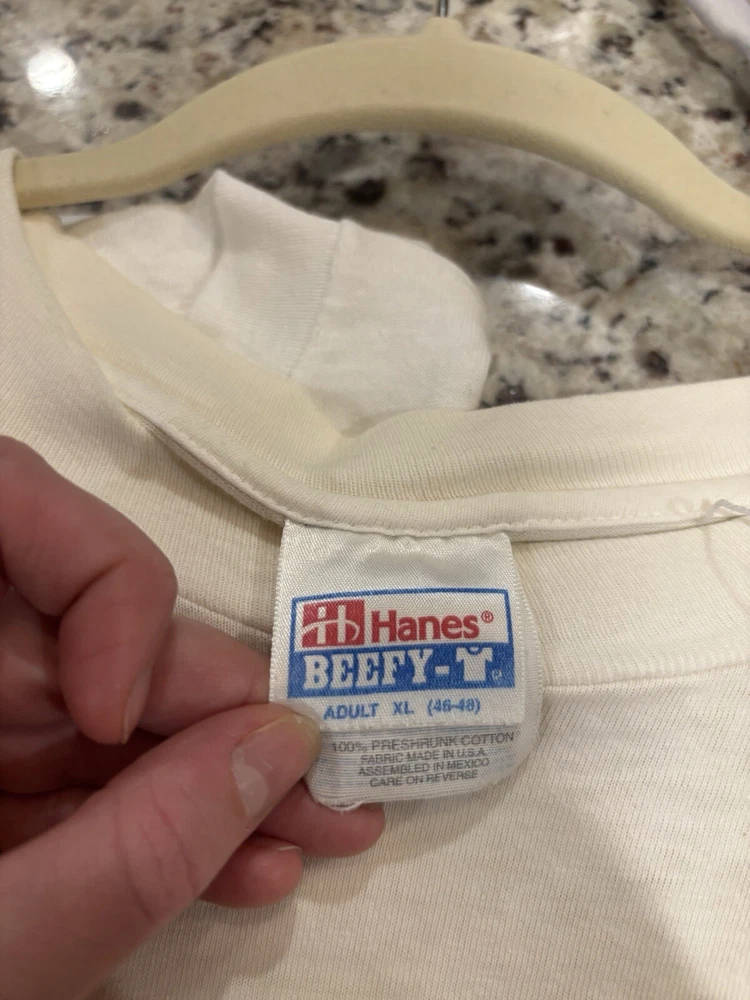 Hanes®
BEEFY-T®
ADULT XL (46-48)
100% PRESHRUNK COTTON
FABRIC MADE IN U.S.A.
ASSEMBLED IN MEXICO
CARE ON REVERSE